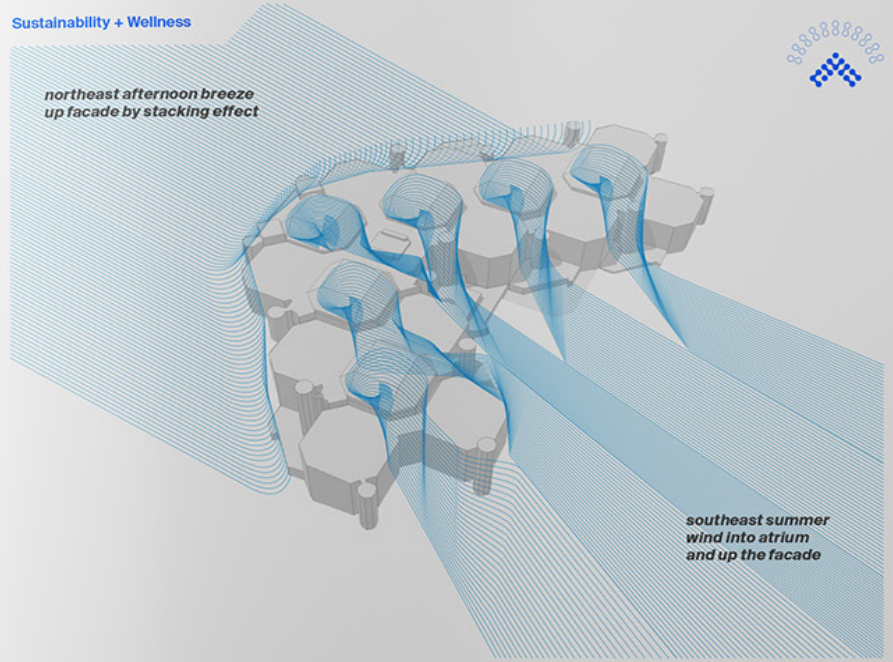 Sustainability + Wellness
northeast afternoon breeze
up facade by stacking effect
southeast summer
wind into atrium
and up the facade